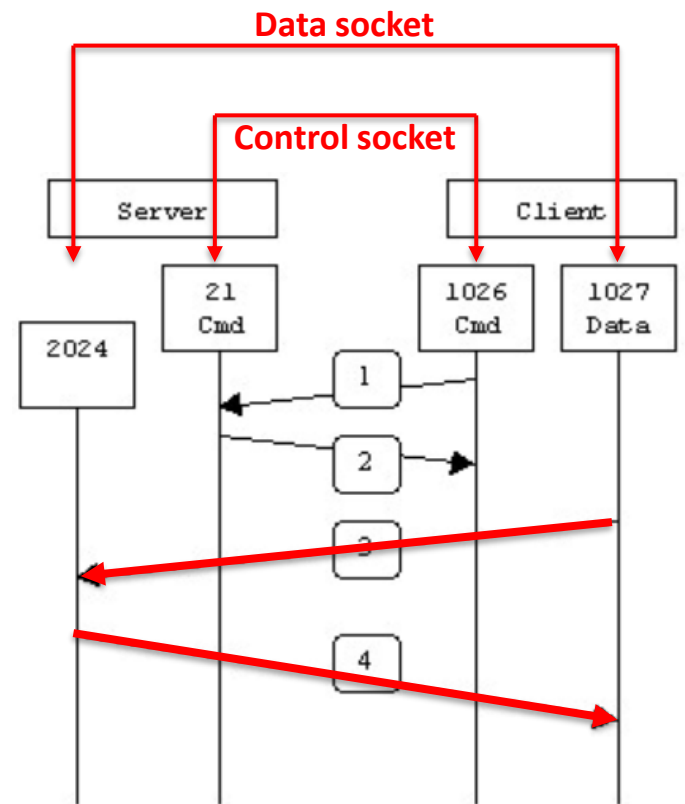 Data socket
Control socket
Server
Client
21
Cmd
1026
Cmd
1027
Data
2024
1
2
3
4